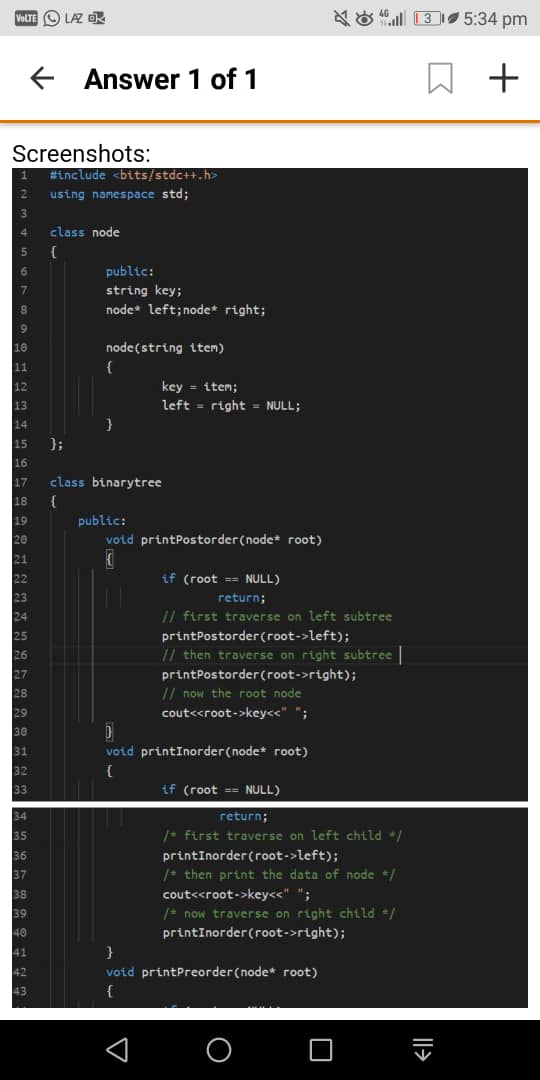 VoLTE LAZ 4G 3 5:34 pm
Answer 1 of 1
Screenshots:
1 #include <bits/stdc++.h>
2 using namespace std;
3
4 class node
5 {
6 public:
7 string key;
8 node* left;node* right;
9
10 node(string item)
11 {
12 key = item;
13 left = right = NULL;
14 }
15 };
16
17 class binarytree
18 {
19 public:
20 void printPostorder(node* root)
21 {
22 if (root == NULL)
23 return;
24 // first traverse on left subtree
25 printPostorder(root->left);
26 // then traverse on right subtree
27 printPostorder(root->right);
28 // now the root node
29 cout<<root->key<<" ";
30 }
31 void printInorder(node* root)
32 {
33 if (root == NULL)
34 return;
35 /* first traverse on left child */
36 printInorder(root->left);
37 /* then print the data of node */
38 cout<<root->key<<" ";
39 /* now traverse on right child */
40 printInorder(root->right);
41 }
42 void printPreorder(node* root)
43 {